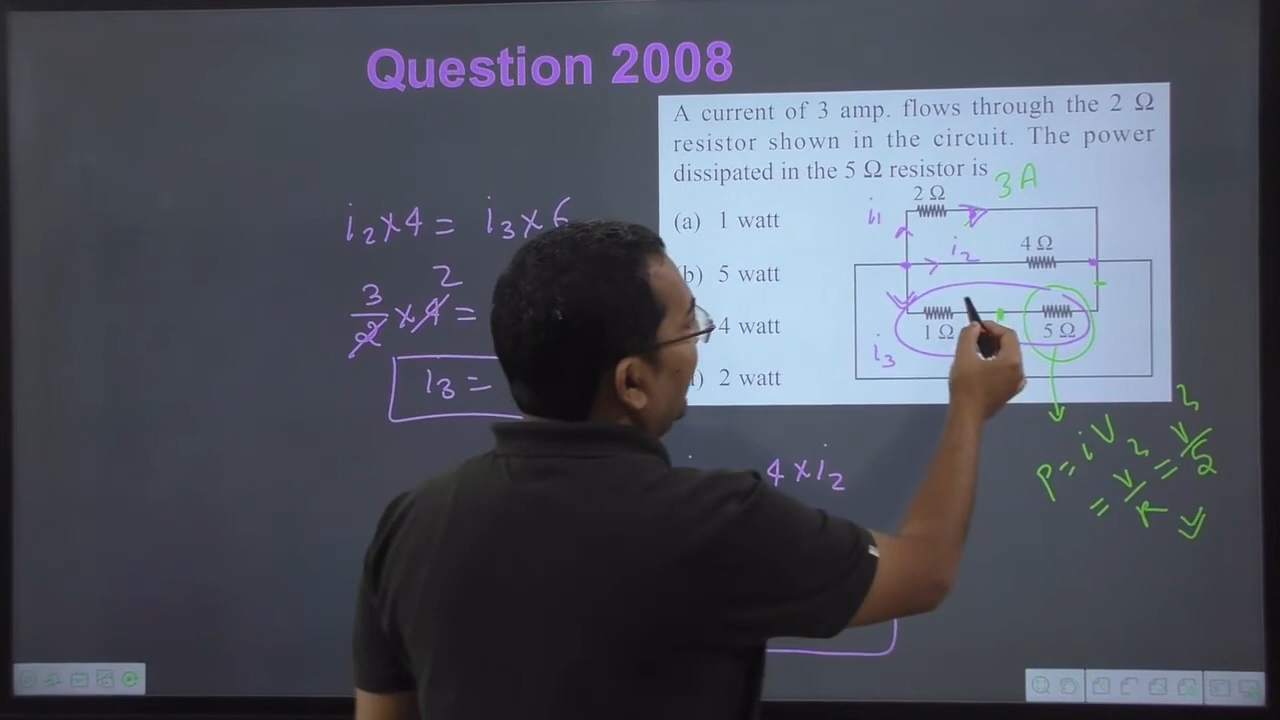 Question 2008
A current of 3 amp. flows through the 2 Ω
resistor shown in the circuit. The power
dissipated in the 5 Ω resistor is
(a) 1 watt
b) 5 watt
4 watt
) 2 watt
3 A
i₁
2 Ω
i₂
4 Ω
1 Ω
5 Ω
i₃
i₂ × 4 = i₃ × 6
3/2 × 4 2 =
i₃ =
4 × i₂
P = iV